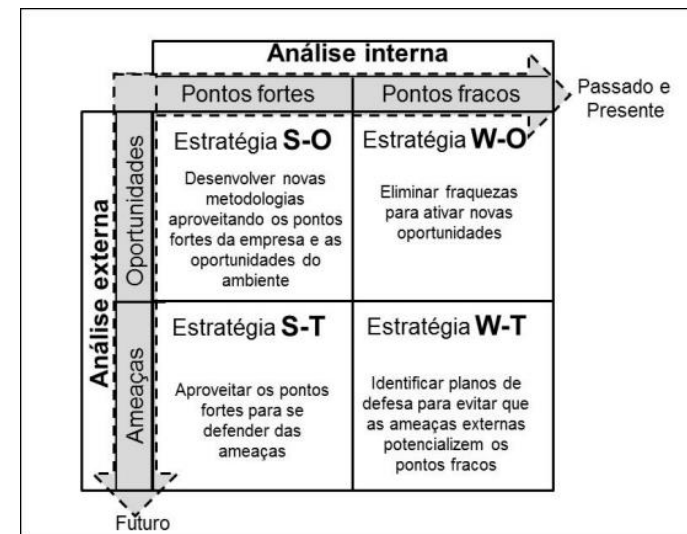 Análise interna
Pontos fortes
Pontos fracos
Passado e
Presente
Análise externa
Oportunidades
Estratégia S-O
Desenvolver novas
metodologias
aproveitando os pontos
fortes da empresa e as
oportunidades do
ambiente
Estratégia W-O
Eliminar fraquezas
para ativar novas
oportunidades
Ameaças
Estratégia S-T
Aproveitar os pontos
fortes para se
defender das
ameaças
Estratégia W-T
Identificar planos de
defesa para evitar que
as ameaças externas
potencializem os
pontos fracos
Futuro